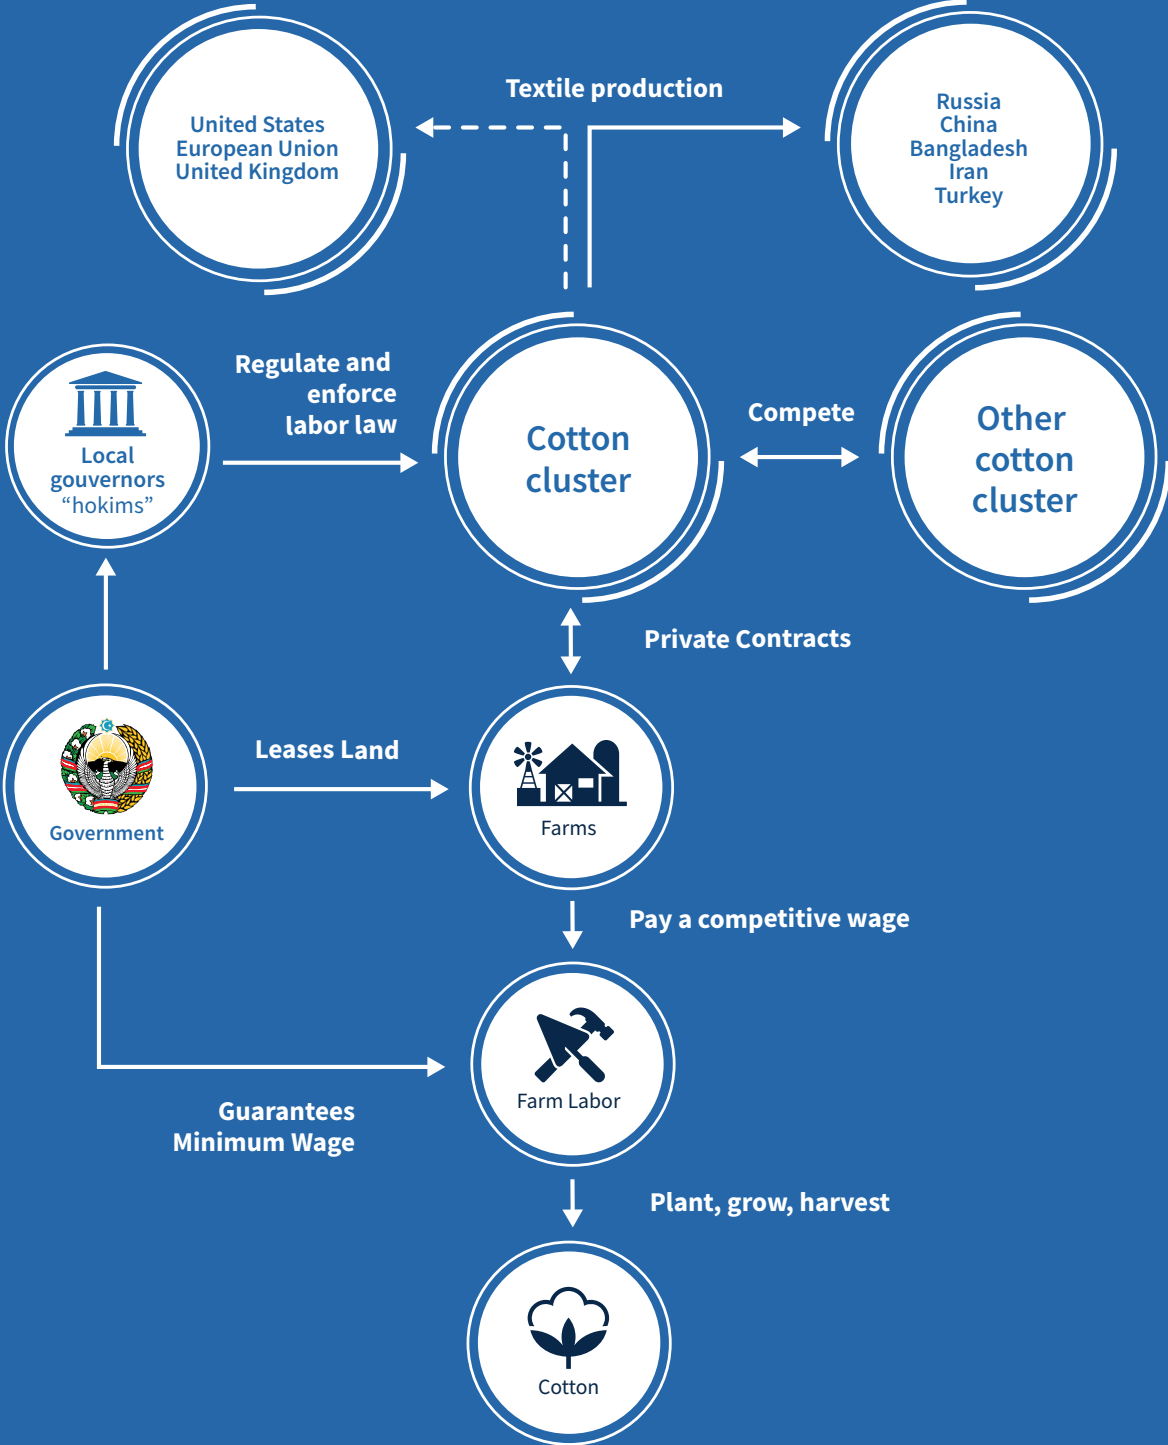 Textile production
United States
European Union
United Kingdom
Russia
China
Bangladesh
Iran
Turkey
Regulate and
enforce
labor law
Local
gouvernors
“hokims”
Cotton
cluster
Compete
Other
cotton
cluster
Private Contracts
Government
Leases Land
Farms
Pay a competitive wage
Farm Labor
Guarantees
Minimum Wage
Plant, grow, harvest
Cotton